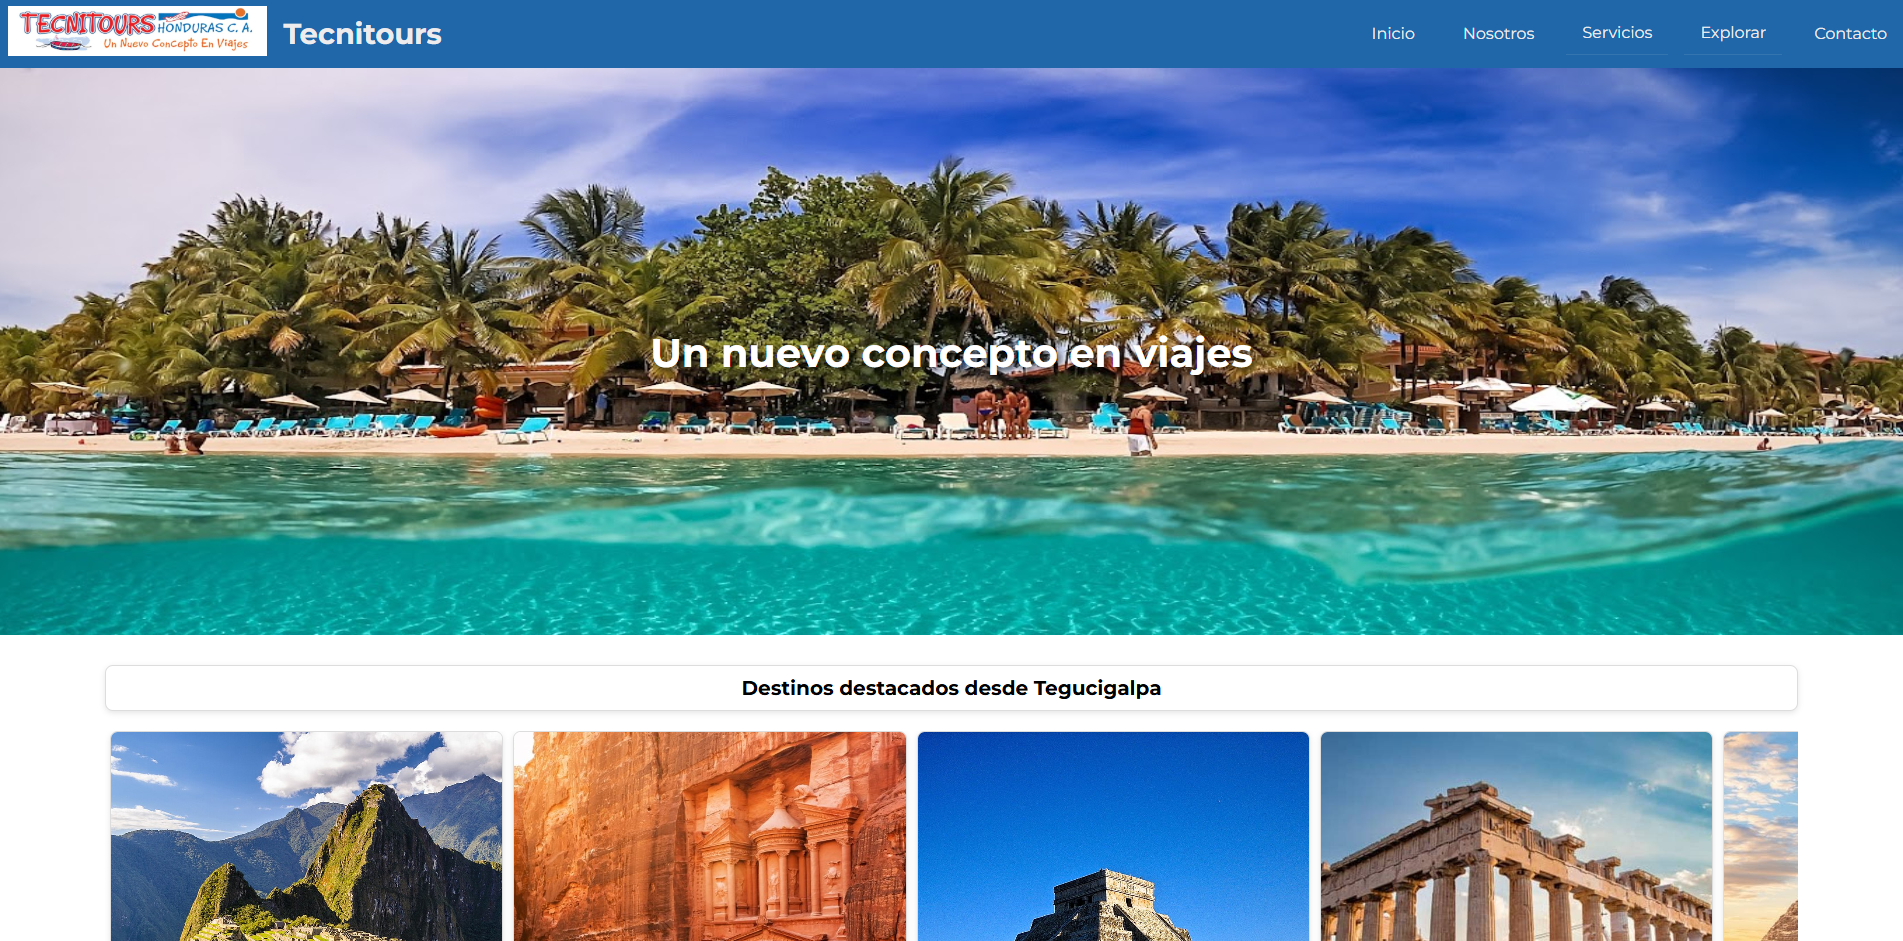 TECNITOURS HONDURAS C. A.
Un Nuevo Concepto En Viajes
Tecnitours
Inicio
Nosotros
Servicios
Explorar
Contacto
Un nuevo concepto en viajes
Destinos destacados desde Tegucigalpa